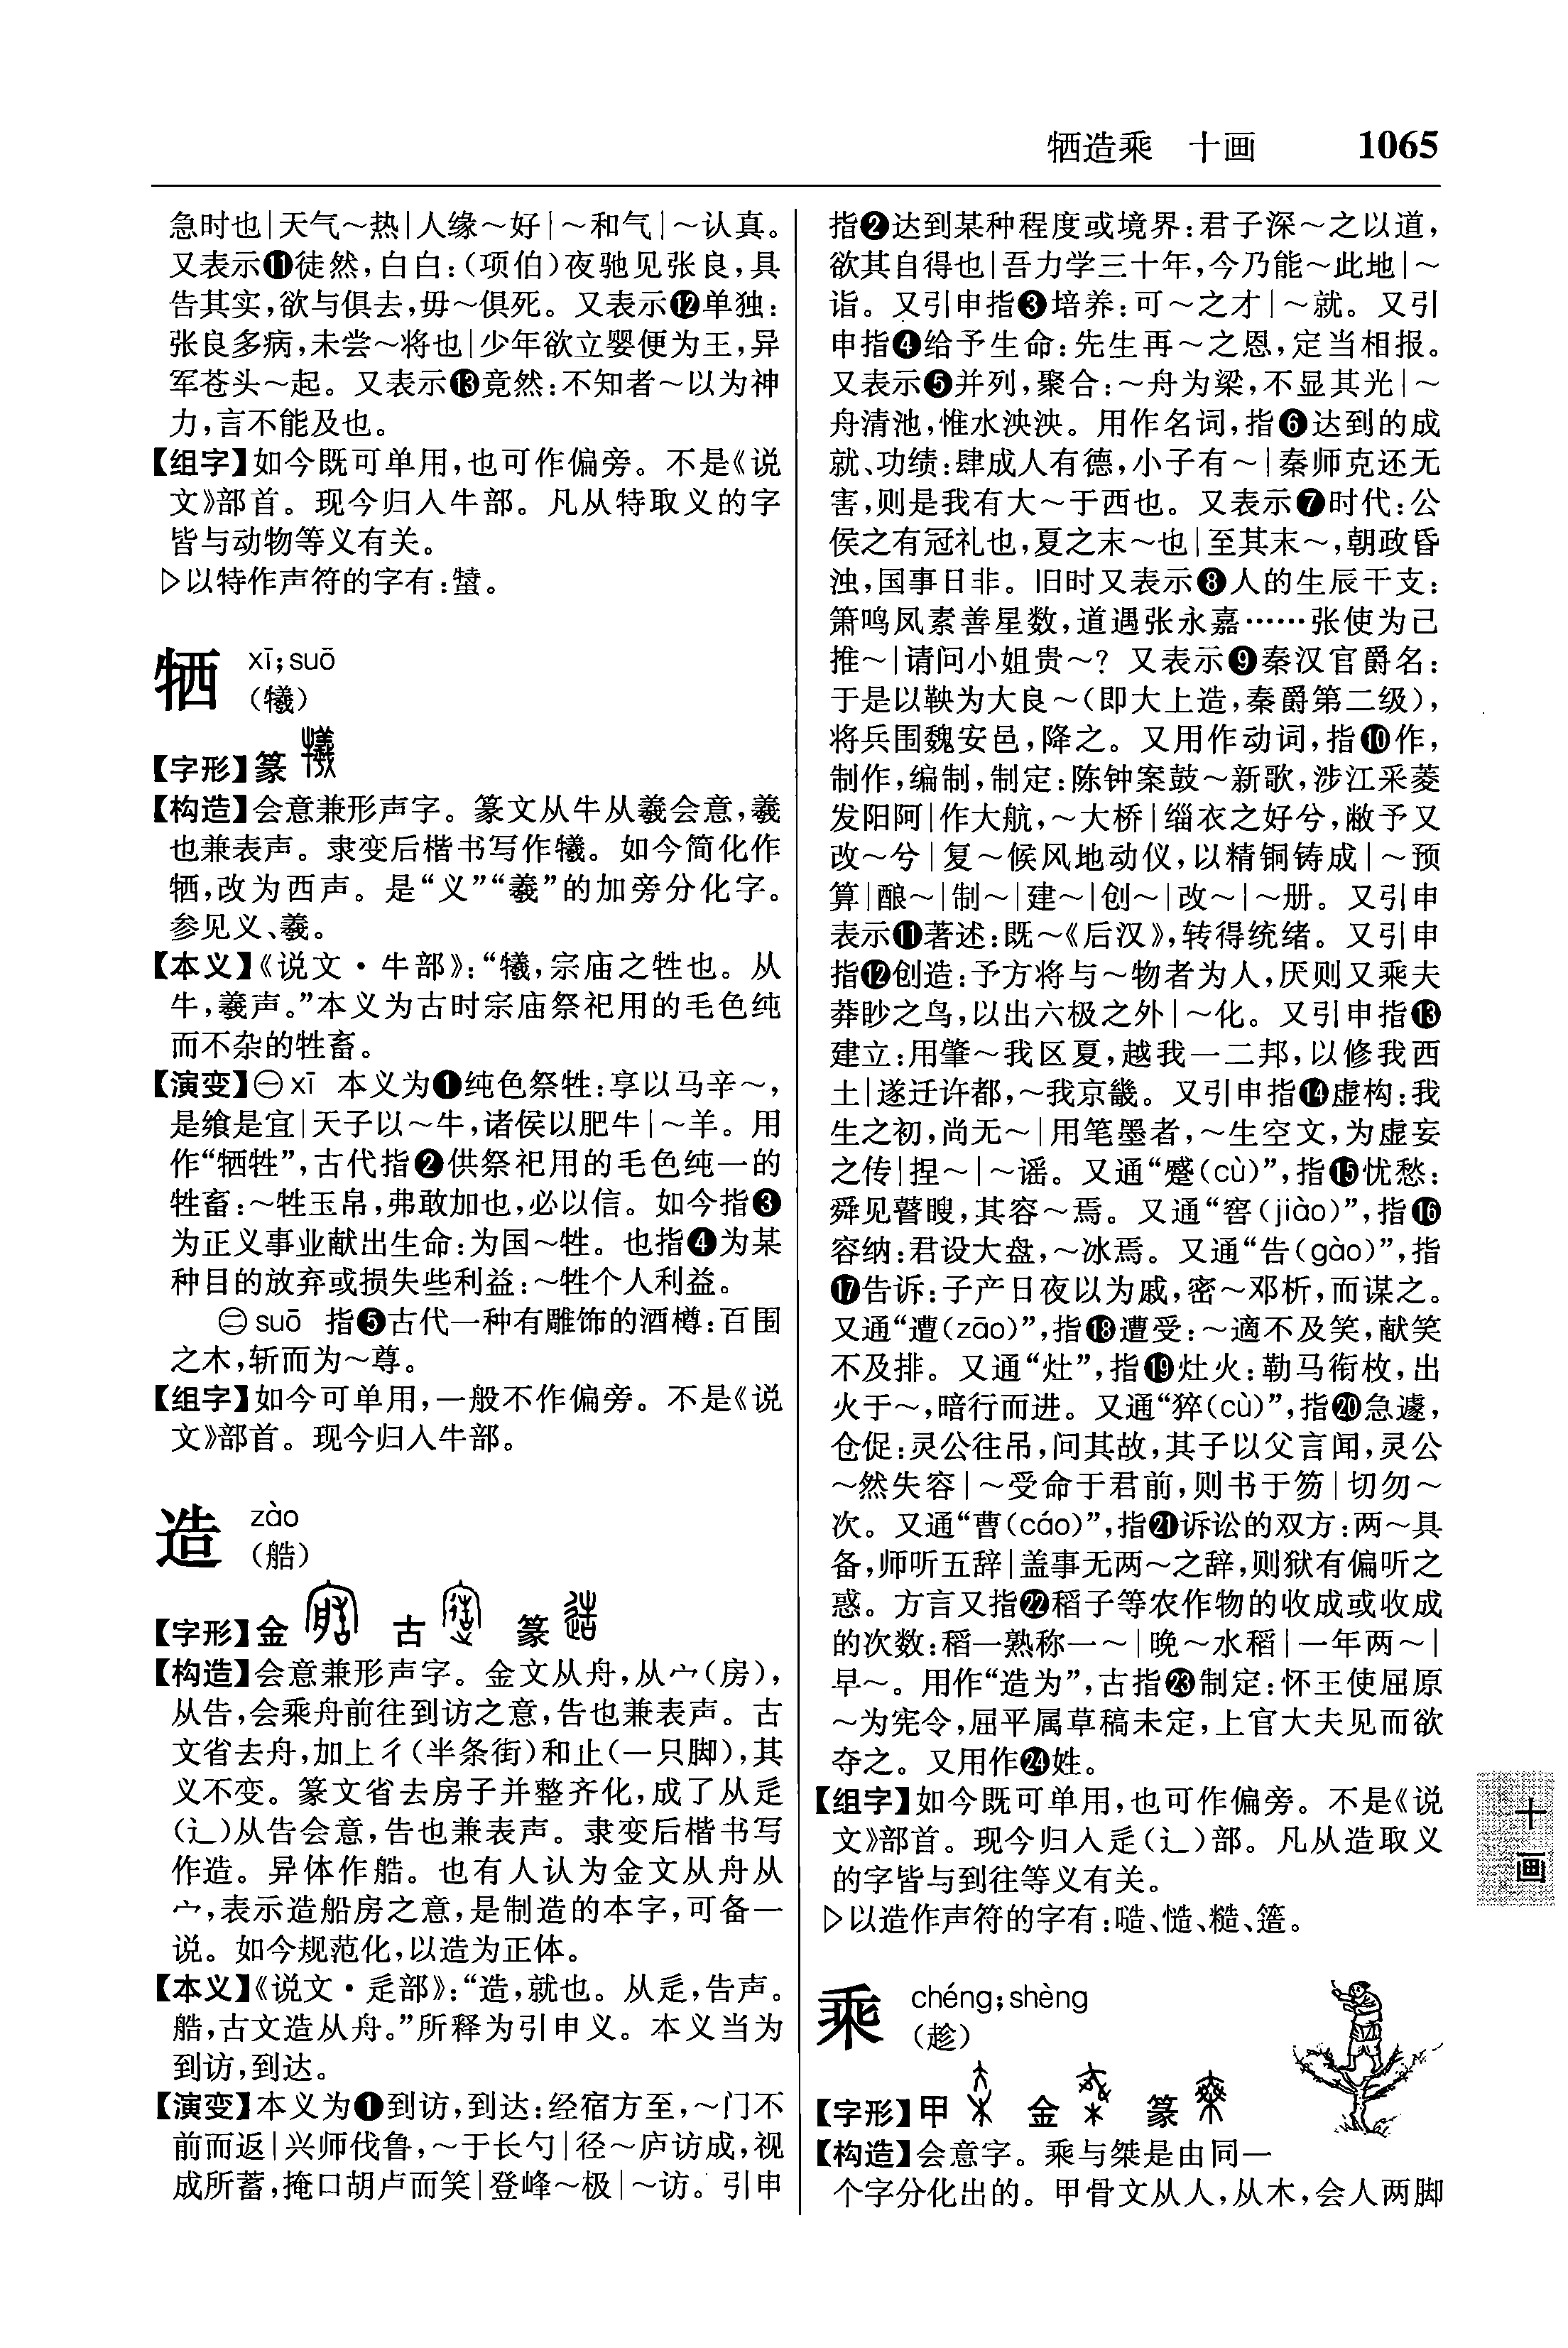 牺造乘　十画　1065
急时也|天气～热|人缘～好|～和气|～认真。
又表示⓫徒然,白白:(项伯)夜驰见张良,具
告其实,欲与俱去,毋～俱死。又表示⓬单独:
张良多病,未尝～将也|少年欲立婴便为王,异
军苍头～起。又表示⓭竟然:不知者～以为神
力,言不能及也。
【组字】如今既可单用,也可作偏旁。不是《说
文》部首。现今归入牛部。凡从特取义的字
皆与动物等义有关。
▷以特作声符的字有:
牺 xī;suō
(犧)
【字形】篆
【构造】会意兼形声字。篆文从牛从羲会意,羲
也兼表声。隶变后楷书写作犧。如今简化作
牺,改为西声。是“义”“羲”的加旁分化字。
参见义、羲。
【本义】《说文·牛部》:“犧,宗庙之牲也。从
牛,羲声。”本义为古时宗庙祭祀用的毛色纯
而不杂的牲畜。
【演变】㊀xī 本义为❶纯色祭牲:享以马辛～,
是飨是宜|天子以～牛,诸侯以肥牛|～羊。用
作“牺牲”,古代指❷供祭祀用的毛色纯一的
牲畜:～牲玉帛,弗敢加也,必以信。如今指❸
为正义事业献出生命:为国～牲。也指❹为某
种目的放弃或损失些利益:～牲个人利益。
㊁suō 指❺古代一种有雕饰的酒樽:百围
之木,斩而为～尊。
【组字】如今可单用,一般不作偏旁。不是《说
文》部首。现今归入牛部。
造 zào
(艁)
【字形】金 古 篆
【构造】会意兼形声字。金文从舟,从宀(房),
从告,会乘舟前往到访之意,告也兼表声。古
文省去舟,加上彳(半条街)和止(一只脚),其
义不变。篆文省去房子并整齐化,成了从辵
(辶)从告会意,告也兼表声。隶变后楷书写
作造。异体作艁。也有人认为金文从舟从
宀,表示造船房之意,是制造的本字,可备一
说。如今规范化,以造为正体。
【本义】《说文·辵部》:“造,就也。从辵,告声。
艁,古文造从舟。”所释为引申义。本义当为
到访,到达。
【演变】本义为❶到访,到达:经宿方至,～门不
前而返|兴师伐鲁,～于长勺|径～庐访成,视
成所蓄,掩口胡卢而笑|登峰～极|～访。引申
指❷达到某种程度或境界:君子深～之以道,
欲其自得也|吾力学三十年,今乃能～此地|～
诣。又引申指❸培养:可～之才|～就。又引
申指❹给予生命:先生再～之恩,定当相报。
又表示❺并列,聚合:～舟为梁,不显其光|～
舟清池,惟水泱泱。用作名词,指❻达到的成
就、功绩:肆成人有德,小子有～|秦师克还无
害,则是我有大～于西也。又表示❼时代:公
侯之有冠礼也,夏之末～也|至其末～,朝政昏
浊,国事日非。旧时又表示❽人的生辰干支:
箫鸣凤素善星数,道遇张永嘉……张使为己
推～|请问小姐贵～？又表示❾秦汉官爵名:
于是以鞅为大良～(即大上造,秦爵第二级),
将兵围魏安邑,降之。又用作动词,指❿作,
制作,编制,制定:陈钟案鼓～新歌,涉江采菱
发阳阿|作大航,～大桥|缁衣之好兮,敝予又
改～兮|复～候风地动仪,以精铜铸成|～预
算|酿～|制～|建～|创～|改～|～册。又引申
表示⓫著述:既～《后汉》,转得统绪。又引申
指⓬创造:予方将与～物者为人,厌则又乘夫
莽眇之鸟,以出六极之外|～化。又引申指⓭
建立:用肇～我区夏,越我一二邦,以修我西
土|遂迁许都,～我京畿。又引申指⓮虚构:我
生之初,尚无～|用笔墨者,～生空文,为虚妄
之传|捏～|～谣。又通“蹙(cù)”,指⓯忧愁:
舜见瞽瞍,其容～焉。又通“窖(jiào)”,指⓰
容纳:君设大盘,～冰焉。又通“告(gào)”,指
⓱告诉:子产日夜以为戚,密～邓析,而谋之。
又通“遭(zāo)”,指⓲遭受:～適不及笑,献笑
不及排。又通“灶”,指⓳灶火:勒马衔枚,出
火于～,暗行而进。又通“猝(cù)”,指⓴急遽,
仓促:灵公往吊,问其故,其子以父言闻,灵公
～然失容|～受命于君前,则书于笏|切勿～
次。又通“曹(cáo)”,指㉑诉讼的双方:两～具
备,师听五辞|盖事无两～之辞,则狱有偏听之
惑。方言又指㉒稻子等农作物的收成或收成
的次数:稻一熟称一～|晚～水稻|一年两～|
早～。用作“造为”,古指㉓制定:怀王使屈原
～为宪令,屈平属草稿未定,上官大夫见而欲
夺之。又用作㉔姓。
【组字】如今既可单用,也可作偏旁。不是《说
文》部首。现今归入辵(辶)部。凡从造取义
的字皆与到往等义有关。
▷以造作声符的字有:噠、慥、糙、簉。
乘 chéng;shèng
(趁)
【字形】甲 金 篆
【构造】会意字。乘与桀是由同一
个字分化出的。甲骨文从人,从木,会人两脚
十画